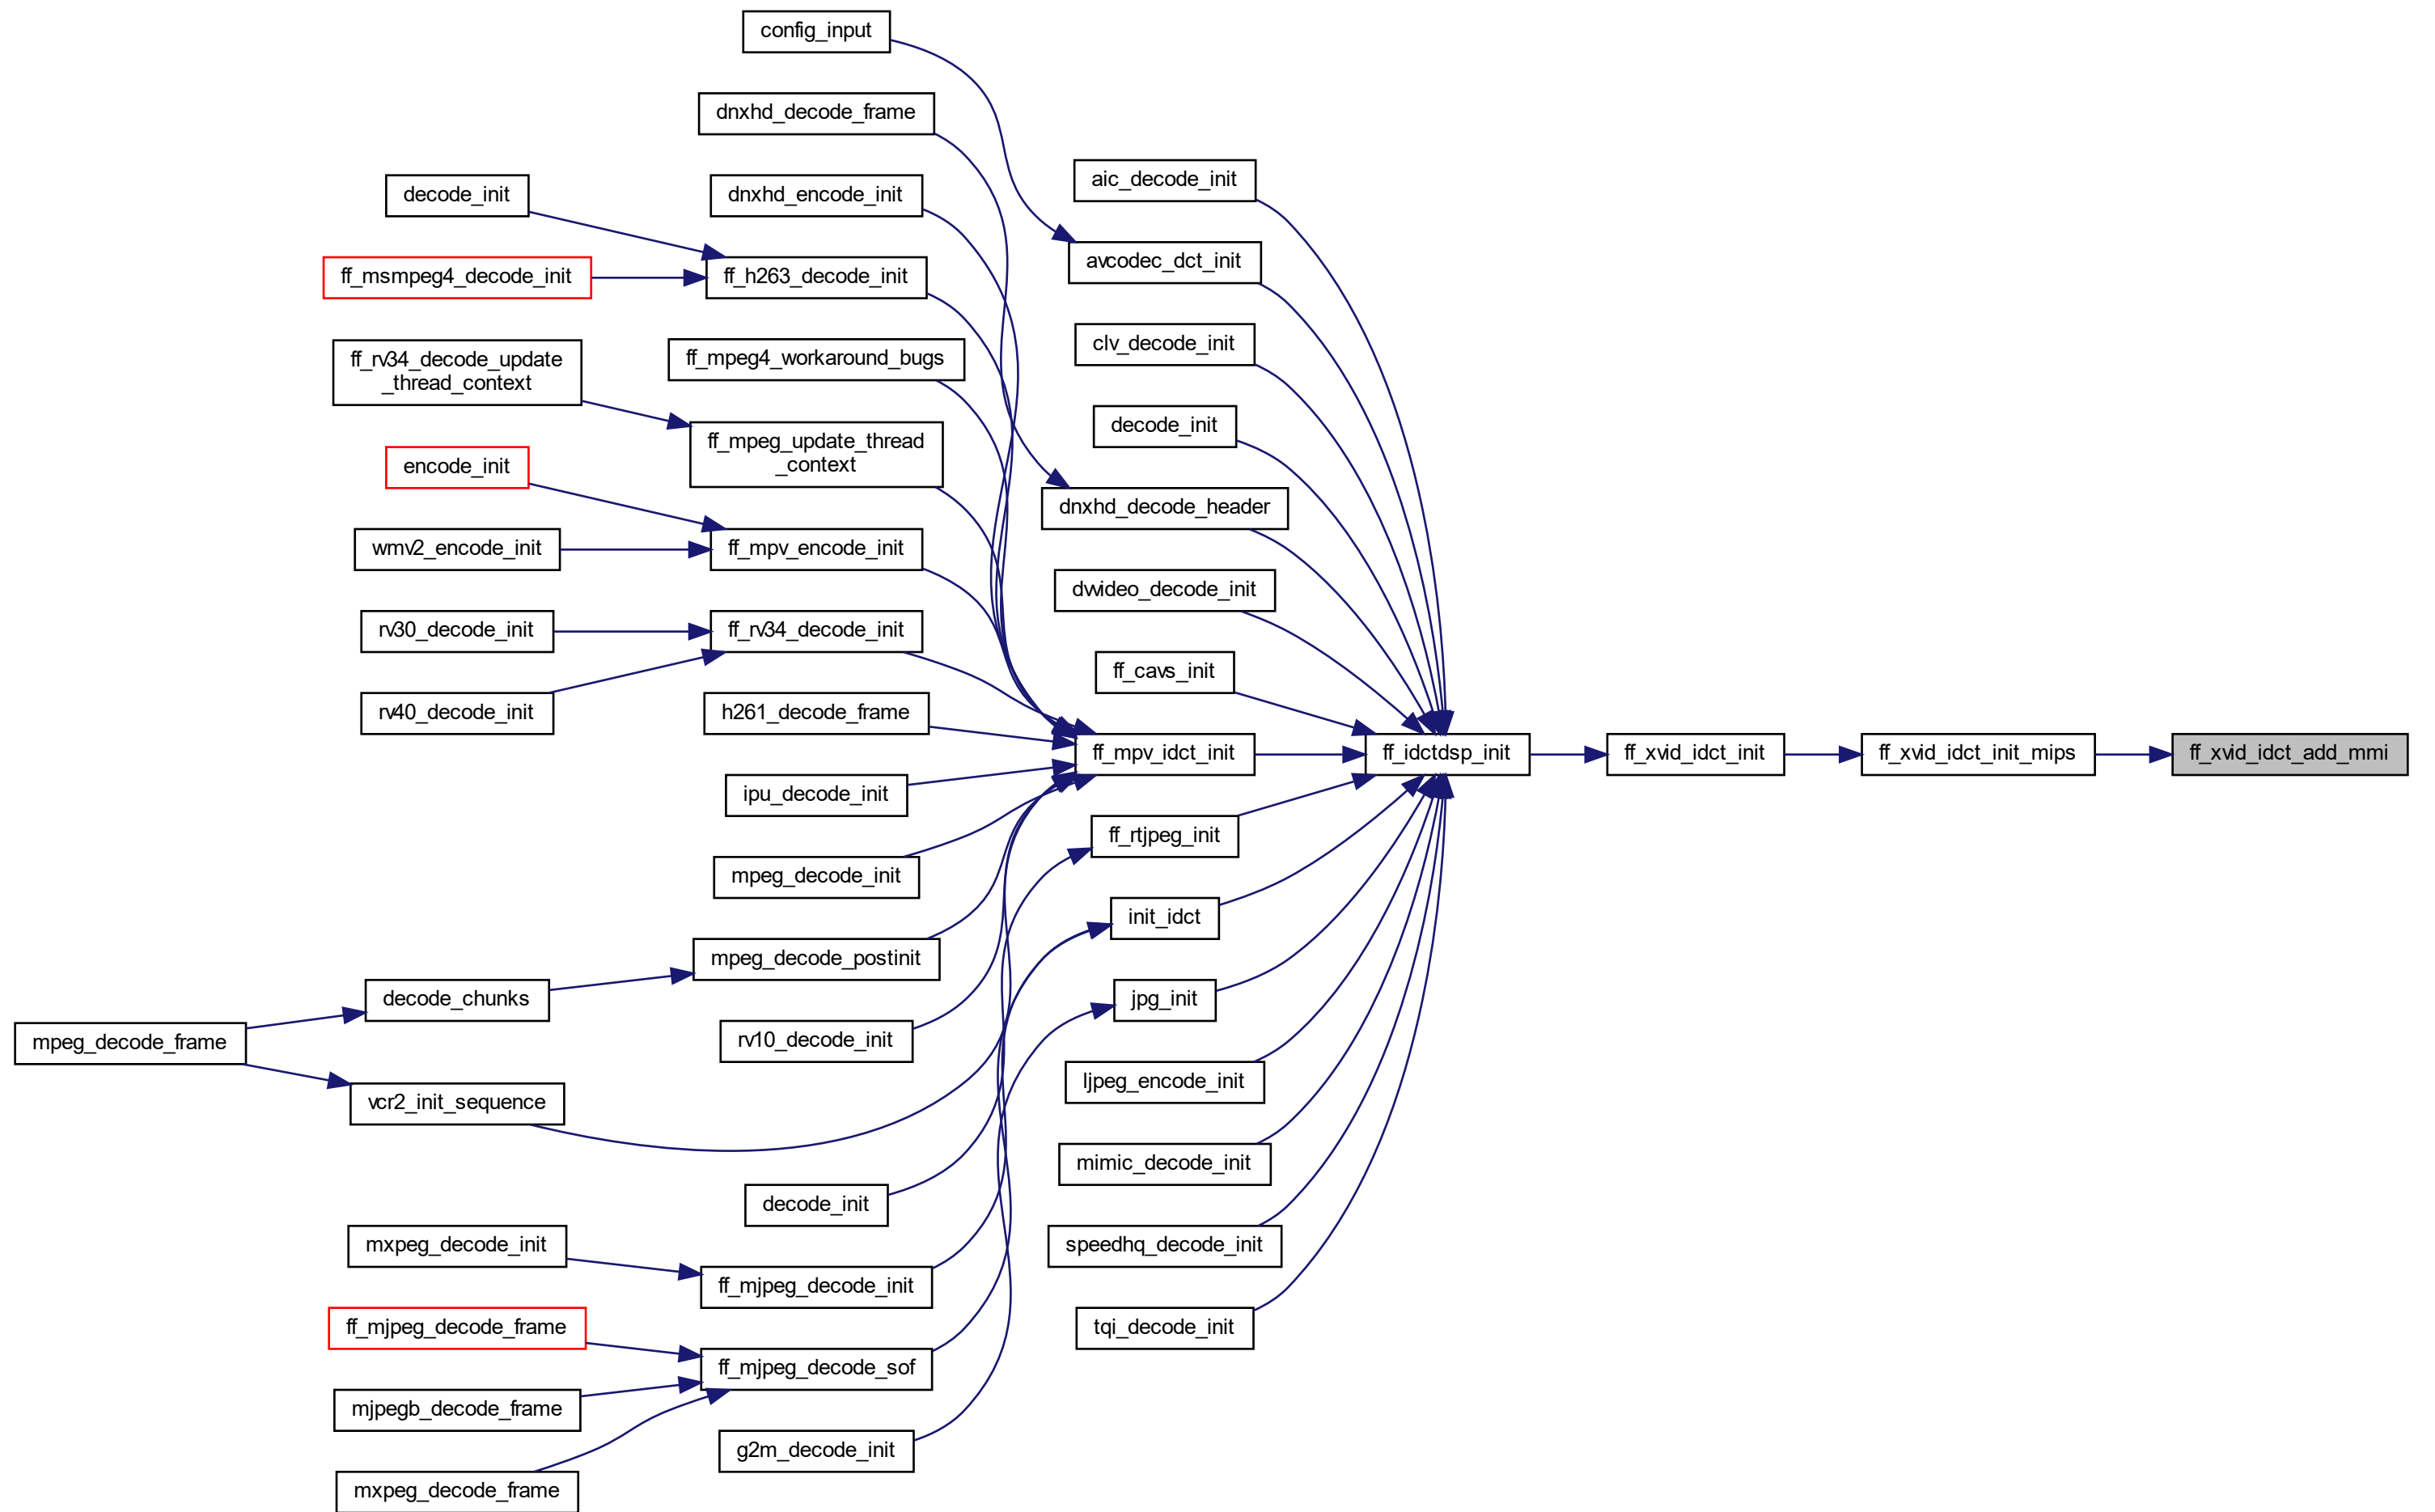 config_input
dnxhd_decode_frame
aic_decode_init
decode_init
dnxhd_encode_init
avcodec_dct_init
ff_msmpeg4_decode_init
ff_h263_decode_init
clv_decode_init
ff_rv34_decode_update
_thread_context
ff_mpeg4_workaround_bugs
decode_init
ff_mpeg_update_thread
_context
encode_init
dnxhd_decode_header
wmv2_encode_init
ff_mpv_encode_init
dwideo_decode_init
rv30_decode_init
ff_rv34_decode_init
ff_cavs_init
rv40_decode_init
h261_decode_frame
ff_mpv_idct_init
ff_idctdsp_init
ff_xvid_idct_init
ff_xvid_idct_init_mips
ff_xvid_idct_add_mmi
ipu_decode_init
ff_rtjpeg_init
mpeg_decode_init
init_idct
mpeg_decode_postinit
decode_chunks
jpg_init
mpeg_decode_frame
rv10_decode_init
ljpeg_encode_init
vcr2_init_sequence
mimic_decode_init
decode_init
speedhq_decode_init
mxpeg_decode_init
ff_mjpeg_decode_init
tqi_decode_init
ff_mjpeg_decode_frame
ff_mjpeg_decode_sof
mjpegb_decode_frame
g2m_decode_init
mxpeg_decode_frame